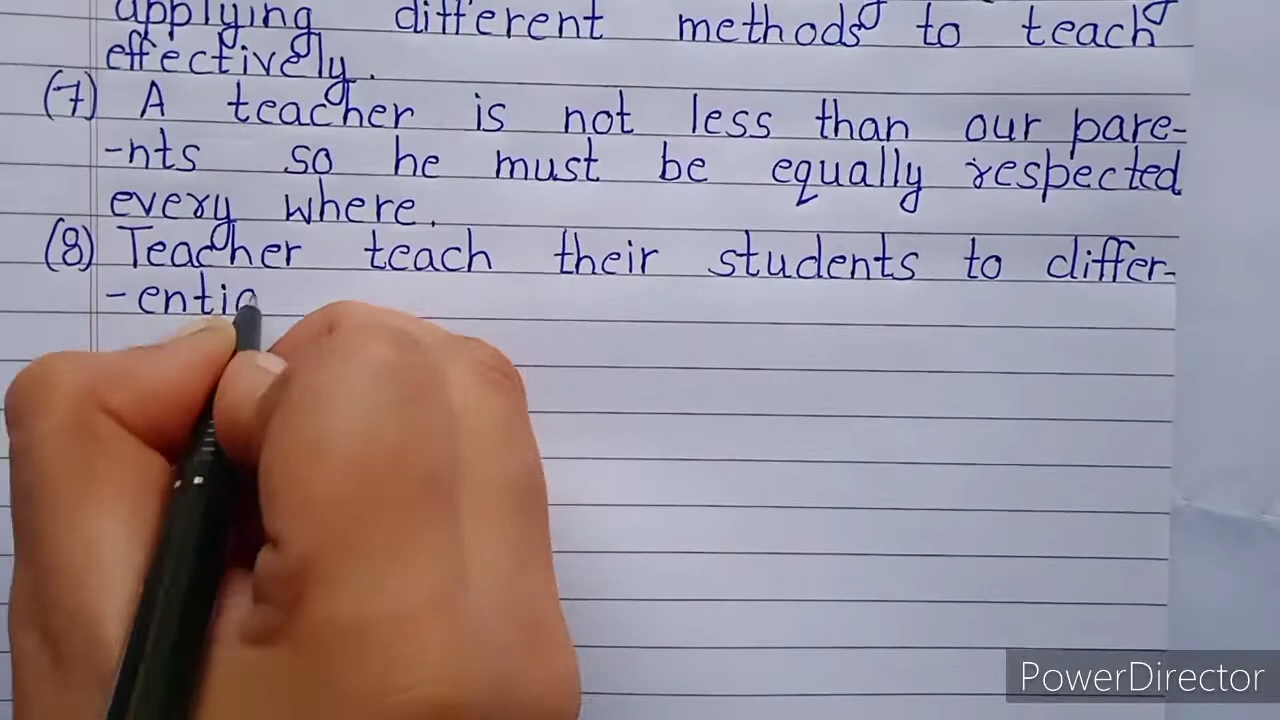 applying different methods to teach
effectively.
(7) A teacher is not less than our pare-
-nts so he must be equally respected
every where.
(8) Teacher teach their students to differ-
-entia
PowerDirector